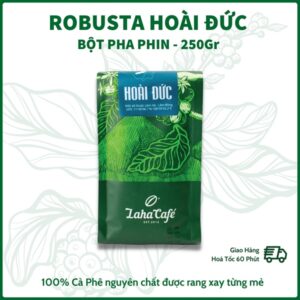 ROBUSTA HOÀI ĐỨC
BỘT PHA PHIN - 250Gr
HOÀI ĐỨC
Laha Café
Giao Hàng
Hoả Tốc 60 Phút
100% Cà Phê nguyên chất được rang xay từng mẻ